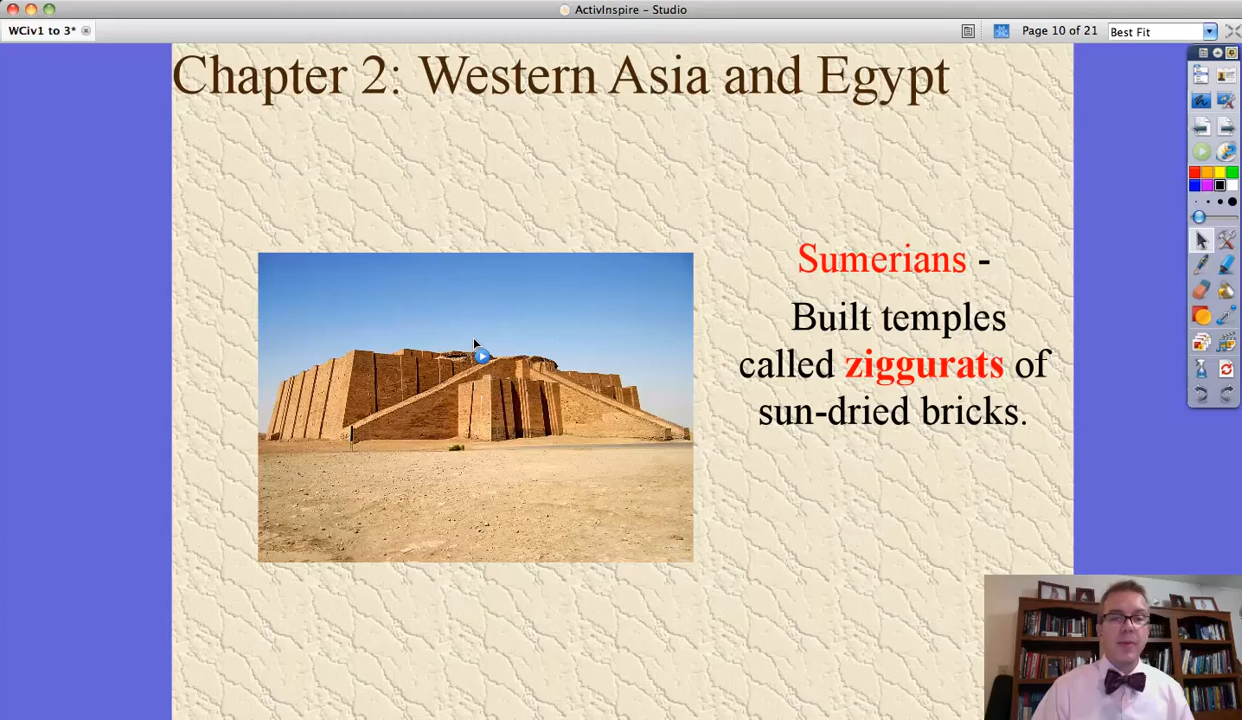 ActivInspire - Studio
WCiv1 to 3*
Page 10 of 21
Best Fit
Chapter 2: Western Asia and Egypt
Sumerians -
Built temples
called ziggurats of
sun-dried bricks.